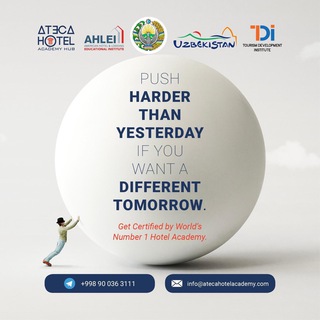 ATECA
HOTEL
ACADEMY HUB
AHLEI
EDUCATIONAL INSTITUTE
UZBEKISTAN
TDI
TOURISM DEVELOPMENT
INSTITUTE
PUSH
HARDER
THAN
YESTERDAY
IF YOU
WANT A
DIFFERENT
TOMORROW.
Get Certified by World's
Number 1 Hotel Academy.
+998 90 036 3111
info@atecahotelacademy.com